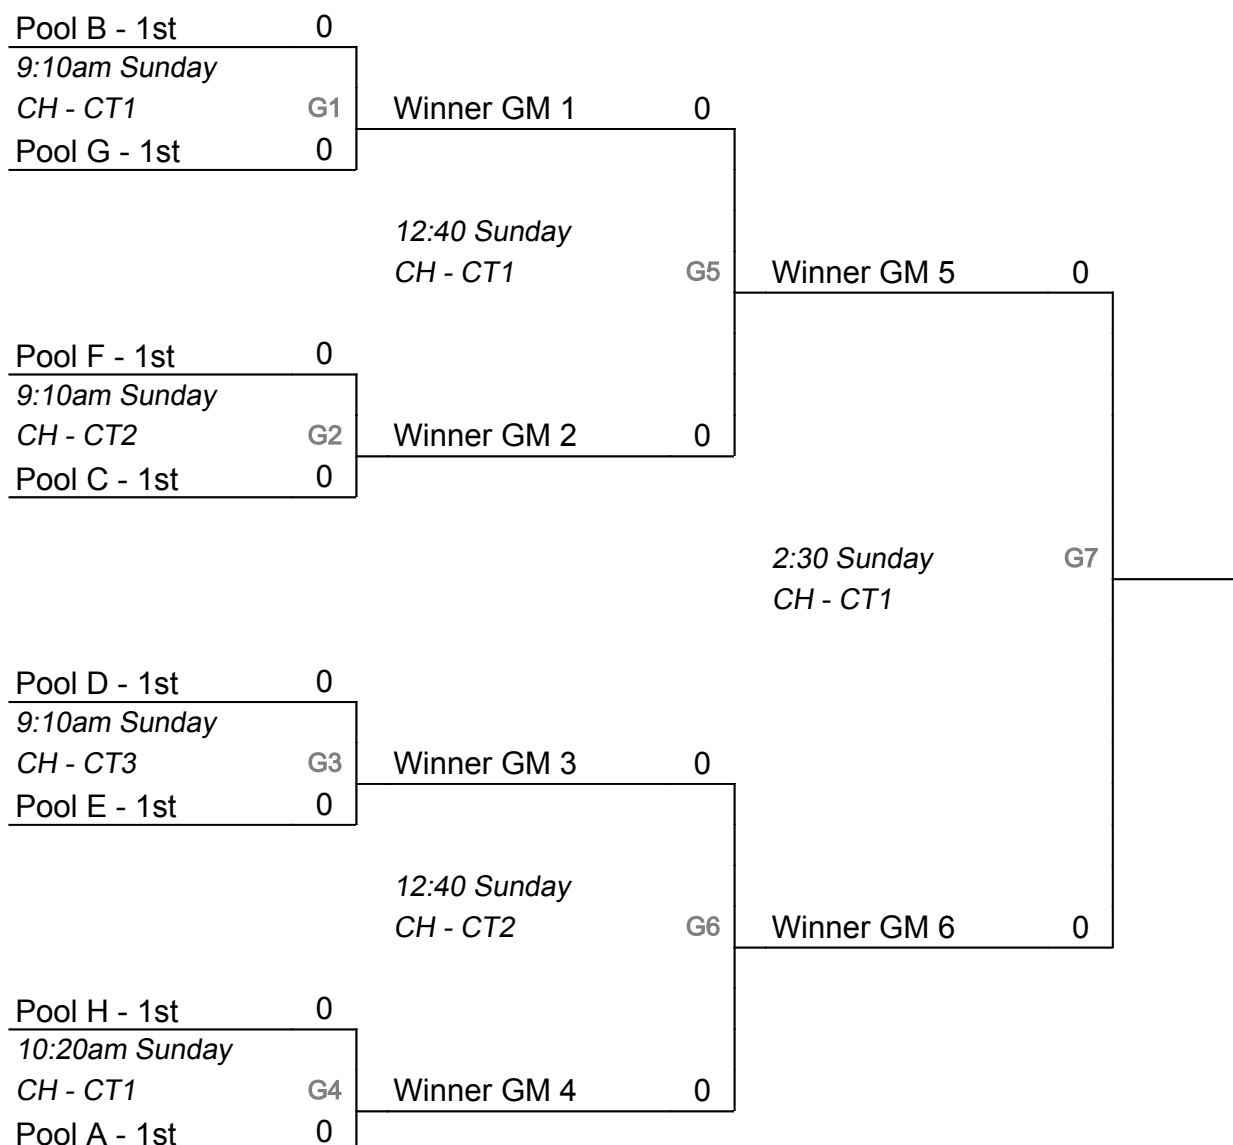 Pool B - 1st 0
9:10am Sunday
CH - CT1 G1 Winner GM 1 0
Pool G - 1st 0
12:40 Sunday
CH - CT1 G5 Winner GM 5 0
Pool F - 1st 0
9:10am Sunday
CH - CT2 G2 Winner GM 2 0
Pool C - 1st 0
2:30 Sunday G7
CH - CT1
Pool D - 1st 0
9:10am Sunday
CH - CT3 G3 Winner GM 3 0
Pool E - 1st 0
12:40 Sunday
CH - CT2 G6 Winner GM 6 0
Pool H - 1st 0
10:20am Sunday
CH - CT1 G4 Winner GM 4 0
Pool A - 1st 0